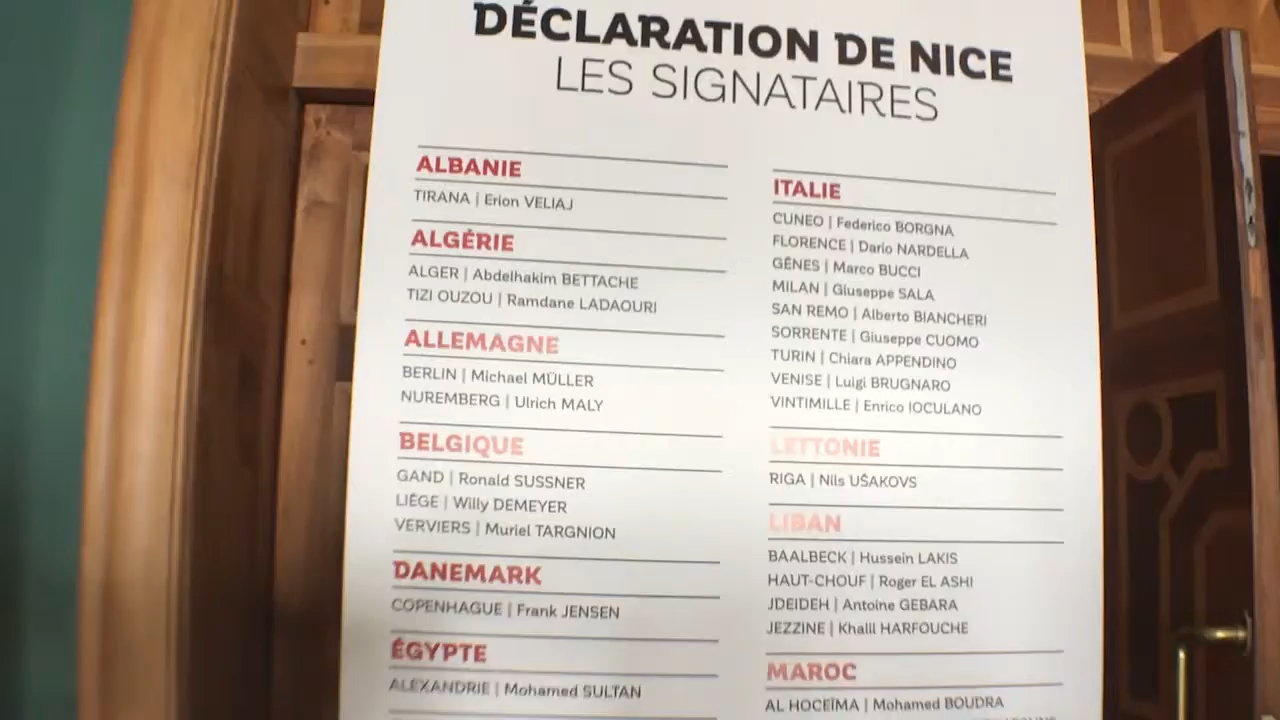 DÉCLARATION DE NICE
LES SIGNATAIRES
ALBANIE
TIRANA | Erion VELIAJ
ALGÉRIE
ALGER | Abdelhakim BETTACHE
TIZI OUZOU | Ramdane LADAOURI
ALLEMAGNE
BERLIN | Michael MÜLLER
NUREMBERG | Ulrich MALY
BELGIQUE
GAND | Ronald SUSSNER
LIÉGE | Willy DEMEYER
VERVIERS | Muriel TARGNION
DANEMARK
COPENHAGUE | Frank JENSEN
ÉGYPTE
ALEXANDRIE | Mohamed SULTAN
ITALIE
CUNEO | Federico BORGNA
FLORENCE | Dario NARDELLA
GÊNES | Marco BUCCI
MILAN | Giuseppe SALA
SAN REMO | Alberto BIANCHERI
SORRENTE | Giuseppe CUOMO
TURIN | Chiara APPENDINO
VENISE | Luigi BRUGNARO
VINTIMILLE | Enrico IOCULANO
LETTONIE
RIGA | Nils UŠAKOVS
LIBAN
BAALBECK | Hussein LAKIS
HAUT-CHOUF | Roger EL ASHI
JDEIDEH | Antoine GEBARA
JEZZINE | Khalil HARFOUCHE
MAROC
AL HOCEÏMA | Mohamed BOUDRA